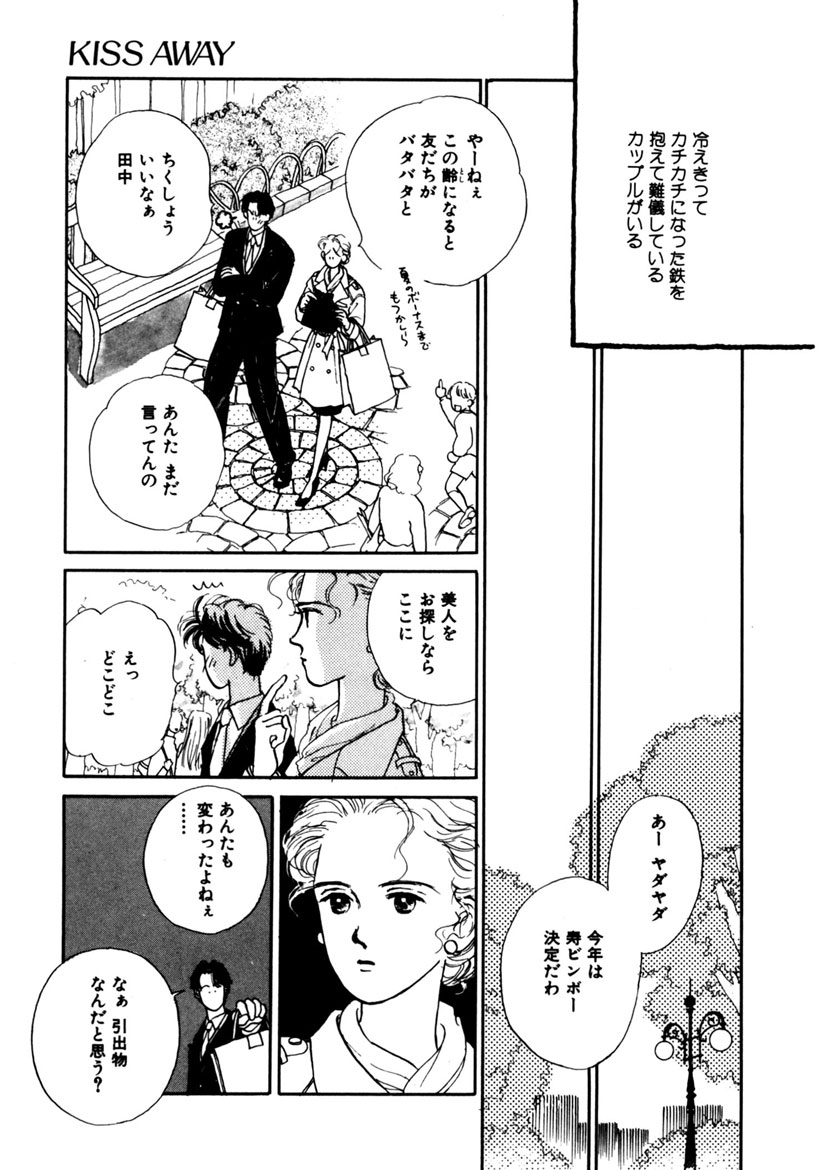 KISS AWAY
冷えきって
カチカチになった鉄を
抱えて難儀している
カップルがいる
あー ヤダヤダ
今年は
寿ビンボー
決定だわ
やーねぇ
この齢になると
とし
友だちが
バタバタと
夏のボーナスまで
もつかしら
ちくしょう
いいなぁ
田中
あんた まだ
言ってんの
美人を
お探しなら
ここに
えっ
どこどこ
あんたも
変わったよねぇ
……
なぁ 引出物
なんだと思う?